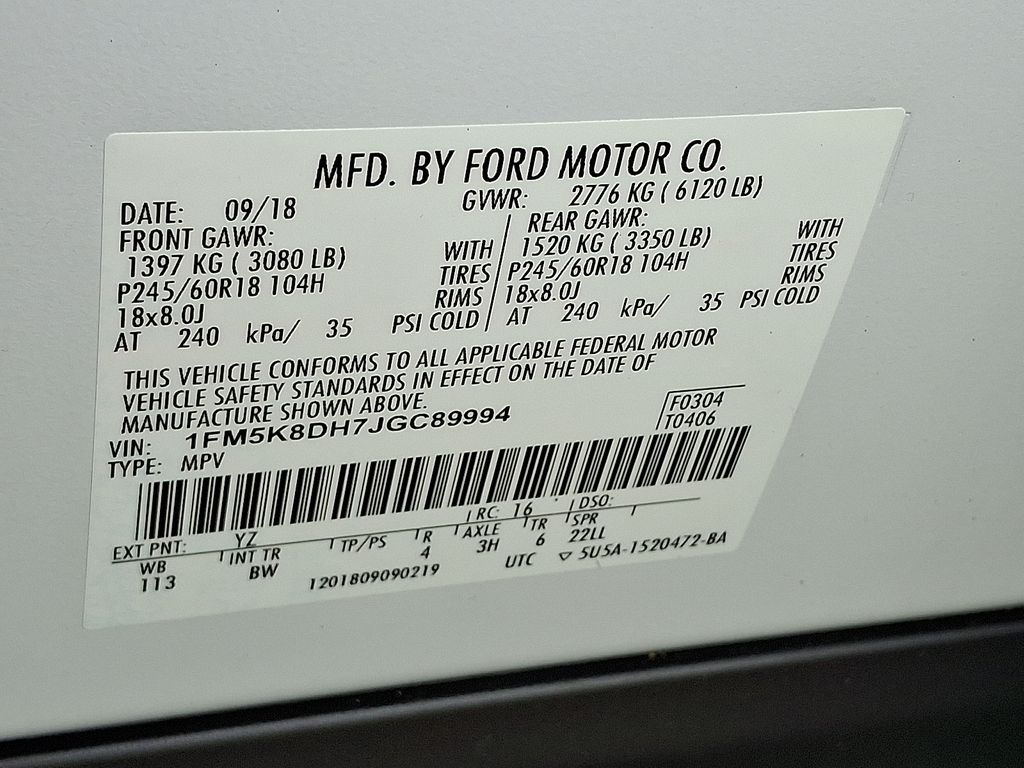 MFD. BY FORD MOTOR CO.
DATE: 09/18 GVWR: 2776 KG ( 6120 LB)
FRONT GAWR: REAR GAWR:
1397 KG ( 3080 LB) WITH 1520 KG ( 3350 LB) WITH
P245/60R18 104H TIRES P245/60R18 104H TIRES
18x8.0J RIMS 18x8.0J RIMS
AT 240 kPa/ 35 PSI COLD AT 240 kPa/ 35 PSI COLD
THIS VEHICLE CONFORMS TO ALL APPLICABLE FEDERAL MOTOR
VEHICLE SAFETY STANDARDS IN EFFECT ON THE DATE OF
MANUFACTURE SHOWN ABOVE.
VIN: 1FM5K8DH7JGC89994 F0304
TYPE: MPV T0406
EXT PNT: YZ RC: 16 DSO:
WB INT TR TP/PS R AXLE TR SPR
113 BW 4 3H 6 22LL
1201809090219 UTC ▽ 5U5A-1520472-BA